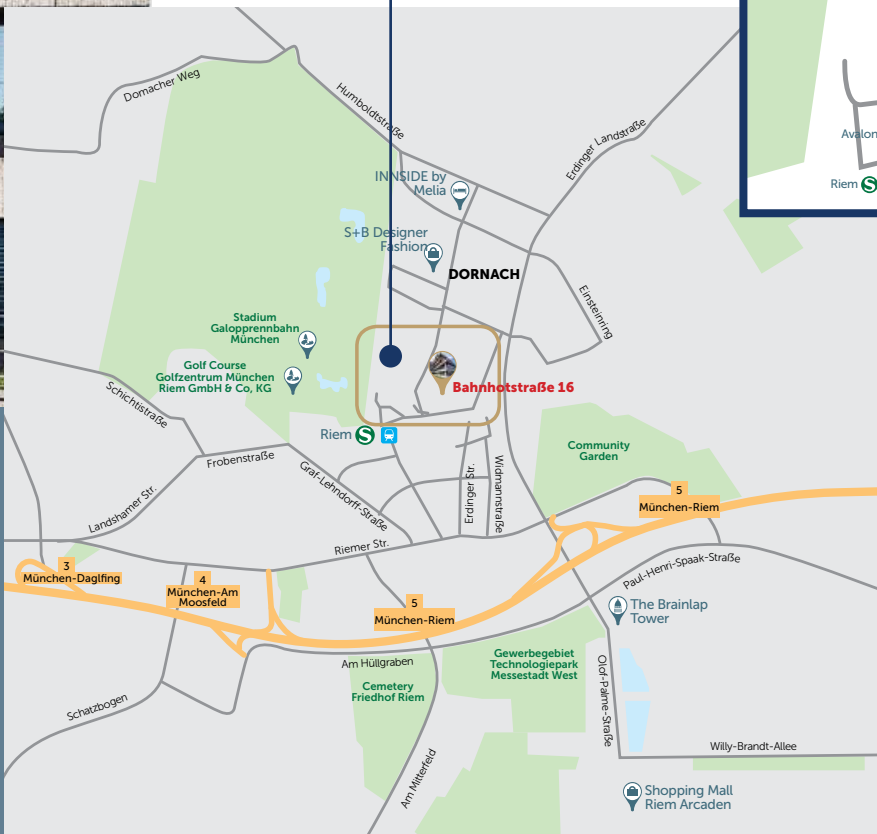 Domacher Weg
Humboldtstraße
Erdinger Landstraße
Avalon
Riem S
INNSIDE by
Melia
S+B Designer
Fashion
DORNACH
Einsteinring
Stadium
Galopprennbahn
München
Golf Course
Golfzentrum München
Riem GmbH & Co, KG
Bahnhotstraße 16
Schichtistraße
Riem S
Frobenstraße
Graf-Lehndorff-Straße
Erdinger Str.
Widmannstraße
Community
Garden
Landshamer Str.
Riemer Str.
5
München-Riem
3
München-Daglfing
4
München-Am
Moosfeld
5
München-Riem
Paul-Henri-Spaak-Straße
The Brainlap
Tower
Am Hüllgraben
Gewerbegebiet
Technologiepark
Messestadt West
Cemetery
Friedhof Riem
Schatzbogen
Olof-Palme-Straße
Willy-Brandt-Allee
Am Mitterfeld
Shopping Mall
Riem Arcaden